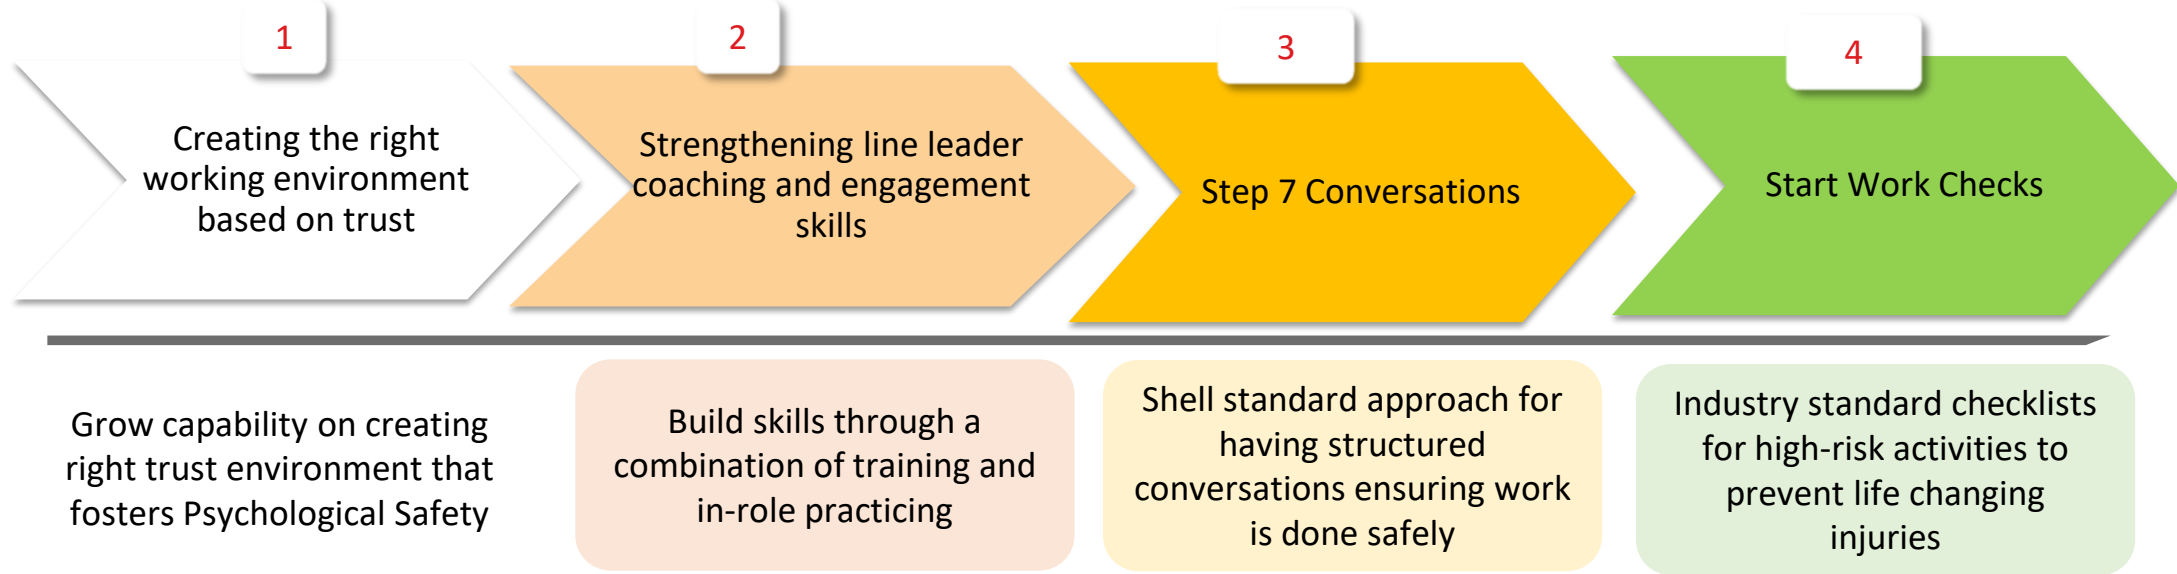 1
Creating the right
working environment
based on trust
2
Strengthening line leader
coaching and engagement
skills
3
Step 7 Conversations
4
Start Work Checks
Grow capability on creating
right trust environment that
fosters Psychological Safety
Build skills through a
combination of training and
in-role practicing
Shell standard approach for
having structured
conversations ensuring work
is done safely
Industry standard checklists
for high-risk activities to
prevent life changing
injuries